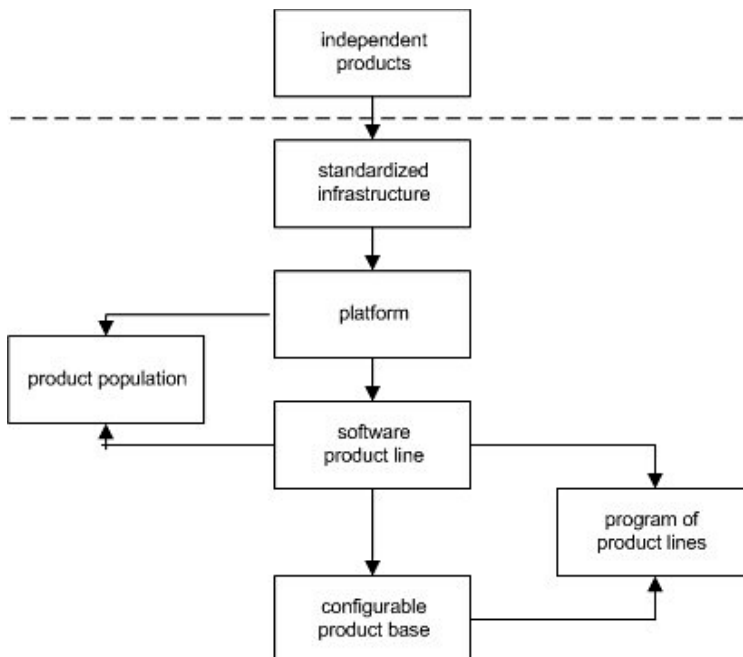 independent
products
standardized
infrastructure
platform
product population
software
product line
program of
product lines
configurable
product base